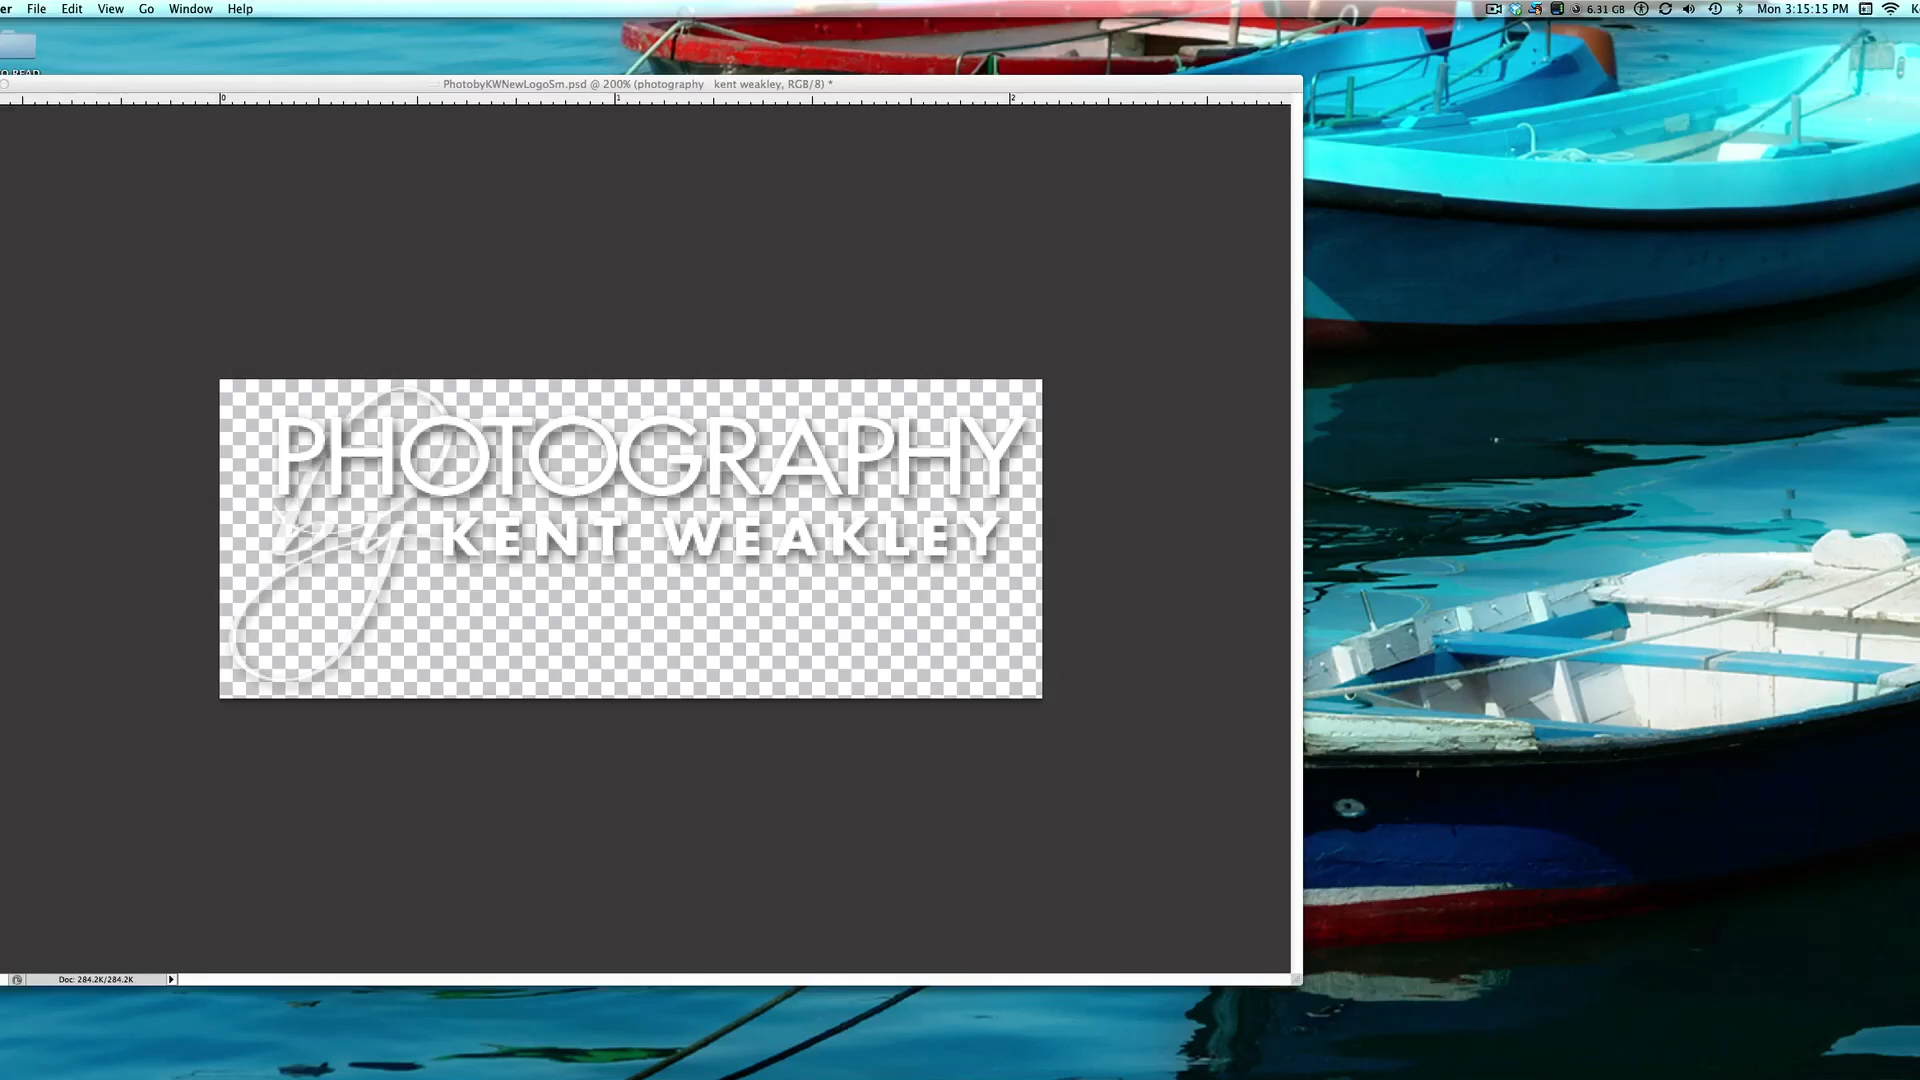 er File Edit View Go Window Help
6.31 GB Mon 3:15:15 PM
PhotobyKWNewLogoSm.psd @ 200% (photography kent weakley, RGB/8) *
0 1 2
PHOTOGRAPHY
by KENT WEAKLEY
Doc: 284.2K/284.2K